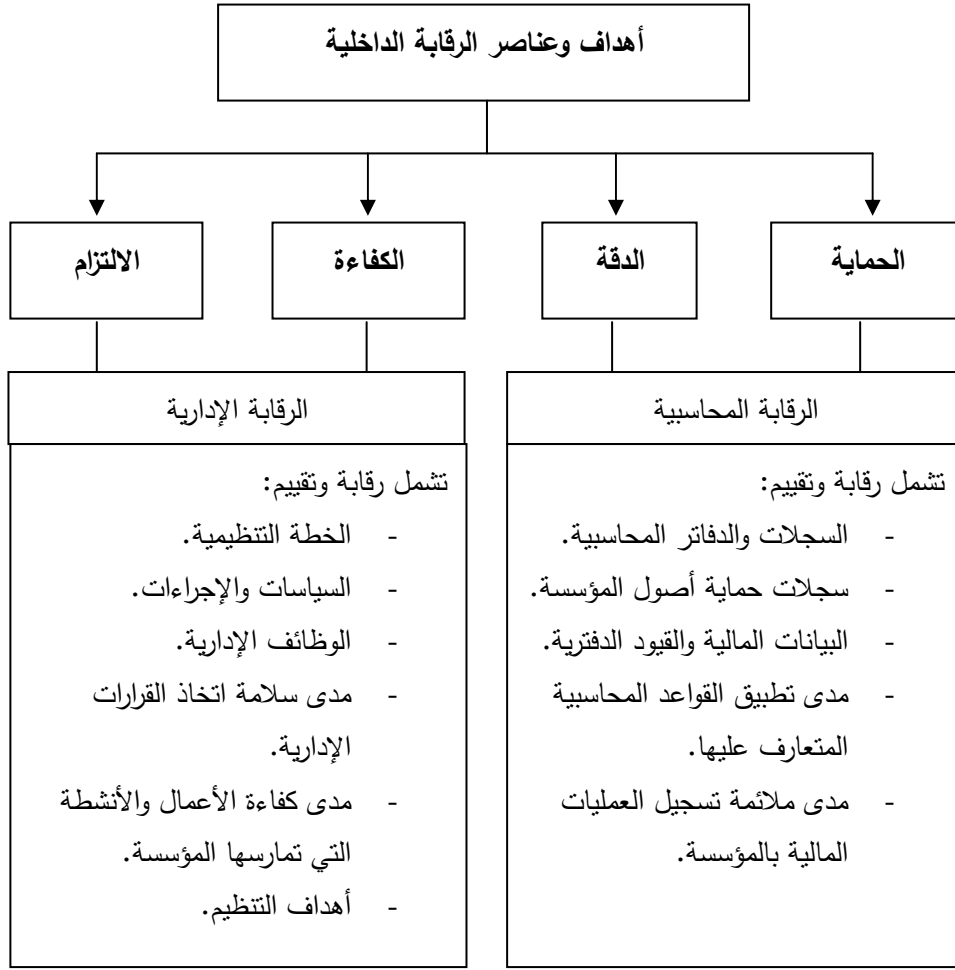 أهداف وعناصر الرقابة الداخلية
الحماية
الدقة
الكفاءة
الالتزام
الرقابة المحاسبية
تشمل رقابة وتقييم:
- السجلات والدفاتر المحاسبية.
- سجلات حماية أصول المؤسسة.
- البيانات المالية والقيود الدفترية.
- مدى تطبيق القواعد المحاسبية
المتعارف عليها.
- مدى ملائمة تسجيل العمليات
المالية بالمؤسسة.
الرقابة الإدارية
تشمل رقابة وتقييم:
- الخطة التنظيمية.
- السياسات والإجراءات.
- الوظائف الإدارية.
- مدى سلامة اتخاذ القرارات
الإدارية.
- مدى كفاءة الأعمال والأنشطة
التي تمارسها المؤسسة.
- أهداف التنظيم.